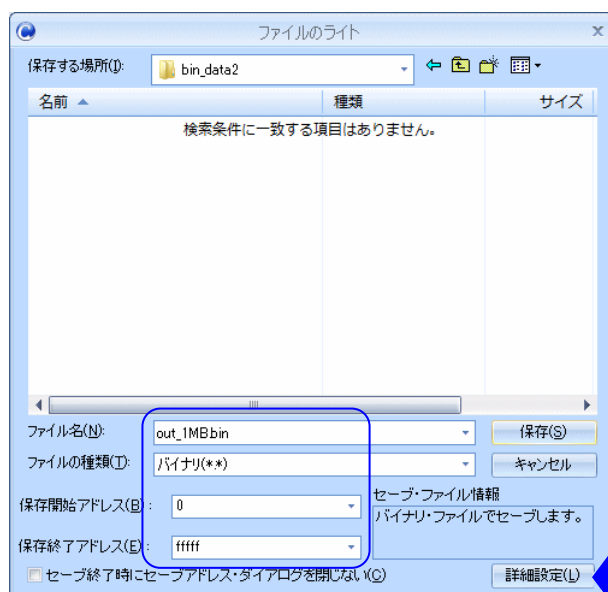 ファイルのライト
保存する場所(I): bin_data2
名前 種類 サイズ
検索条件に一致する項目はありません。
ファイル名(N): out_1MB.bin 保存(S)
ファイルの種類(T): バイナリ(*.*) キャンセル
セーブ・ファイル情報
保存開始アドレス(B): 0 バイナリ・ファイルでセーブします。
保存終了アドレス(E): fffff
セーブ終了時にセーブアドレス・ダイアログを閉じない(C) 詳細設定(L)